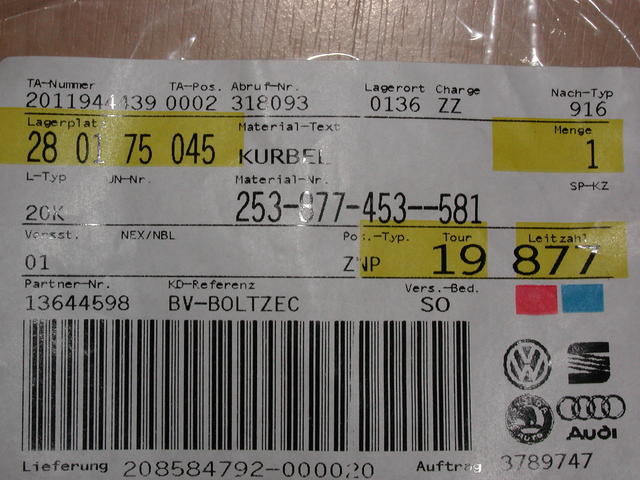 TA-Nummer TA-Pos. Abruf-Nr. Lagerort Charge Nach-Typ
2011944439 0002 318093 0136 ZZ 916
Lagerplat Material-Text Menge
28 01 75 045 KURBEL 1
L-Typ UN-Nr. Material-Nr. SP-KZ
20K 253-877-453--581
Versst. NEX/NBL Pos.-Typ. Tour Leitzahl
01 ZNP 19 877
Partner-Nr. KD-Referenz Vers.-Bed.
13644598 BV-BOLTZEC SO
Audi
Lieferung 208584792-000020 Auftrag 3789747